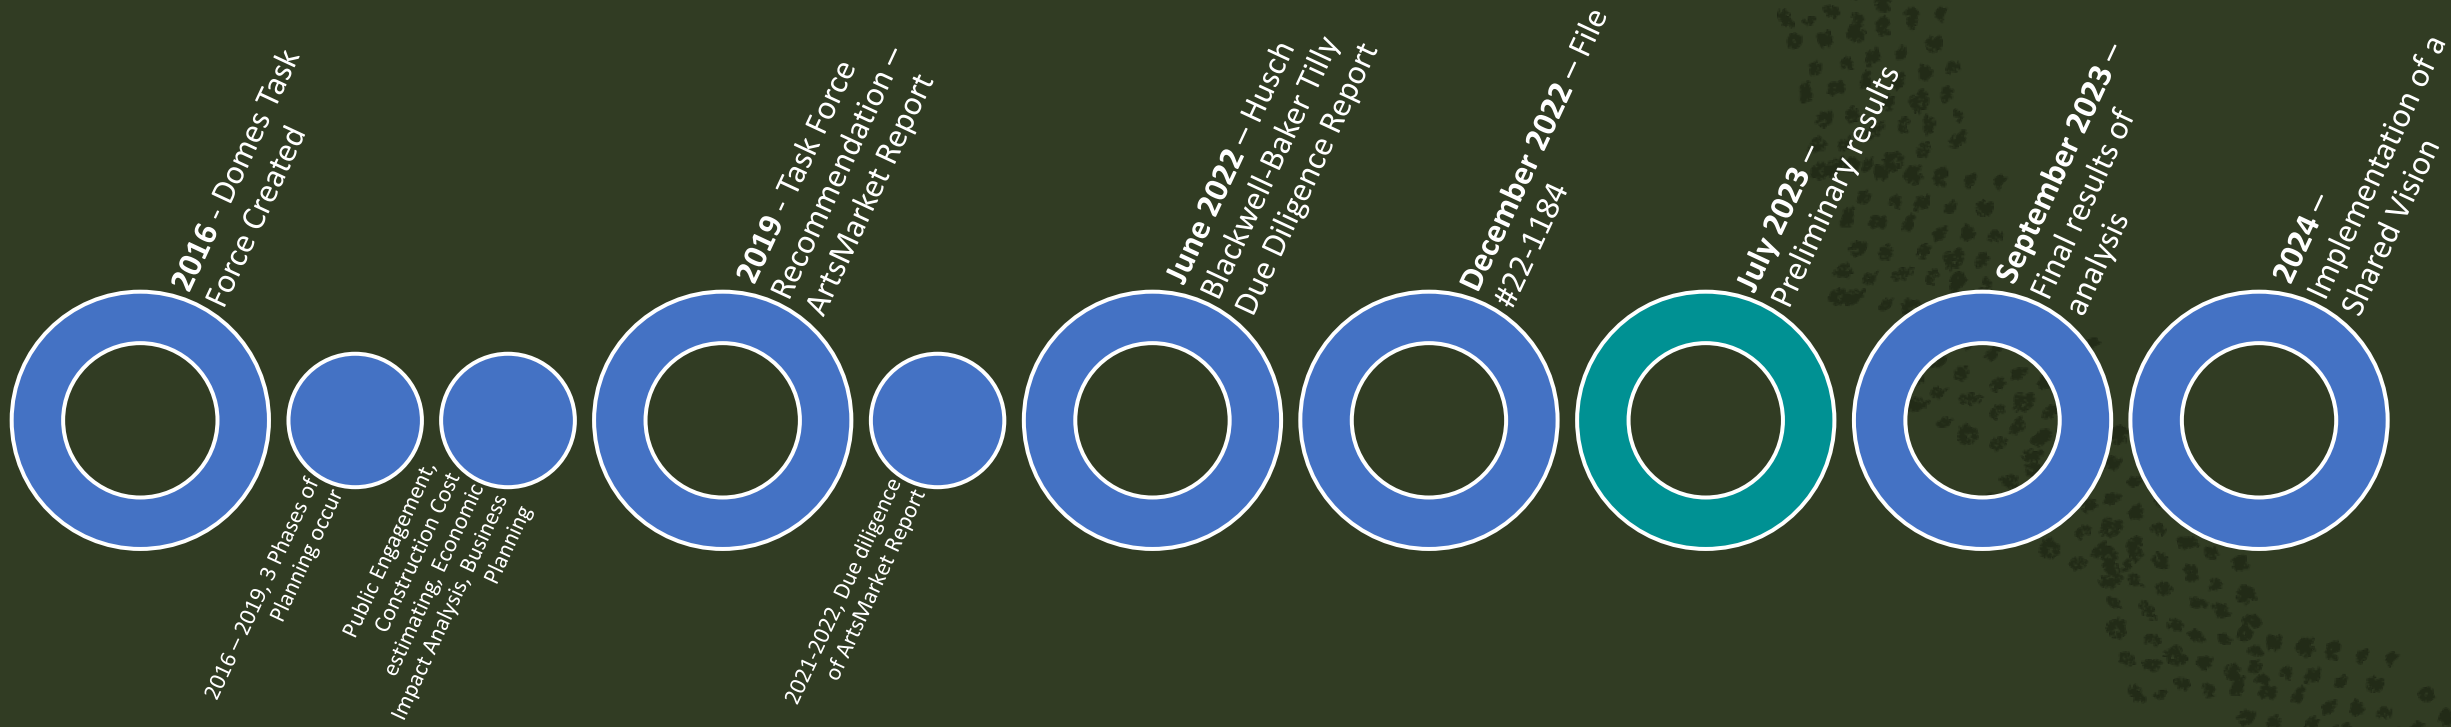 2016 - Domes Task
Force Created
2016 – 2019, 3 Phases of
Planning occur
Public Engagement,
Construction Cost
estimating, Economic
Impact Analysis, Business
Planning
2019 - Task Force
Recommendation –
ArtsMarket Report
2021-2022, Due diligence
of ArtsMarket Report
June 2022 – Husch
Blackwell-Baker Tilly
Due Diligence Report
December 2022 – File
#22-1184
July 2023 –
Preliminary results
September 2023 –
Final results of
analysis
2024 –
Implementation of a
Shared Vision